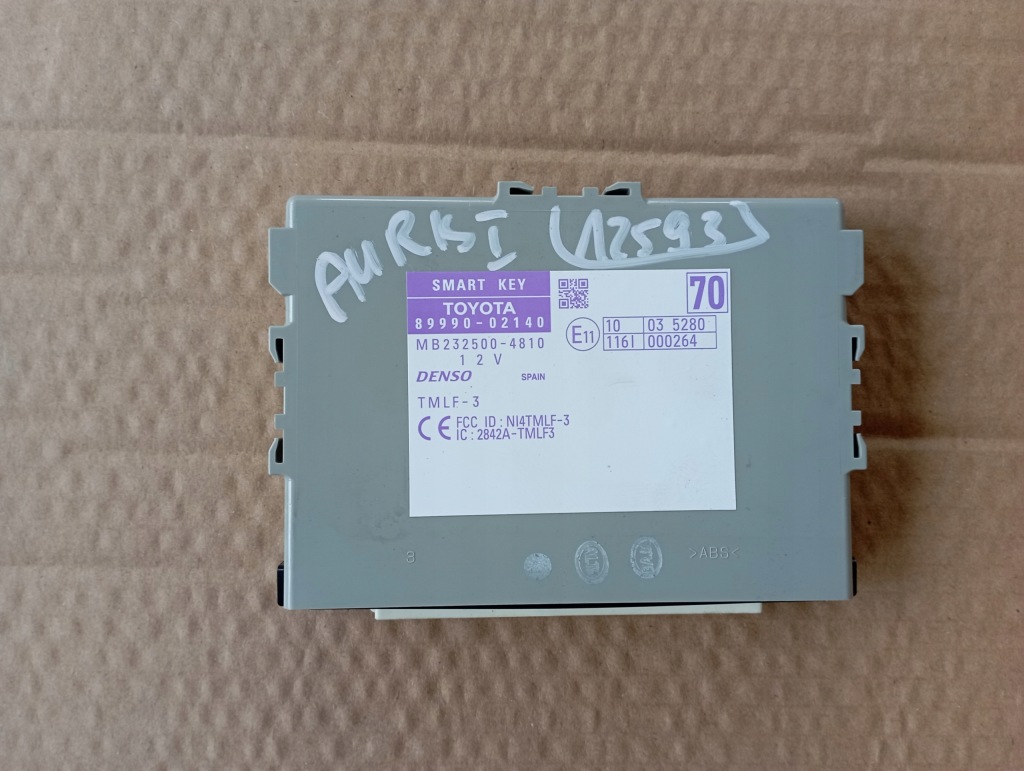 AURIS I (12593)
SMART KEY
TOYOTA
89990-02140
MB232500-4810
12V
DENSO SPAIN
TMLF-3
CE FCC ID : NI4TMLF-3
IC : 2842A-TMLF3
70
E11
10 03 5280
116I 000264
8
>ABS<